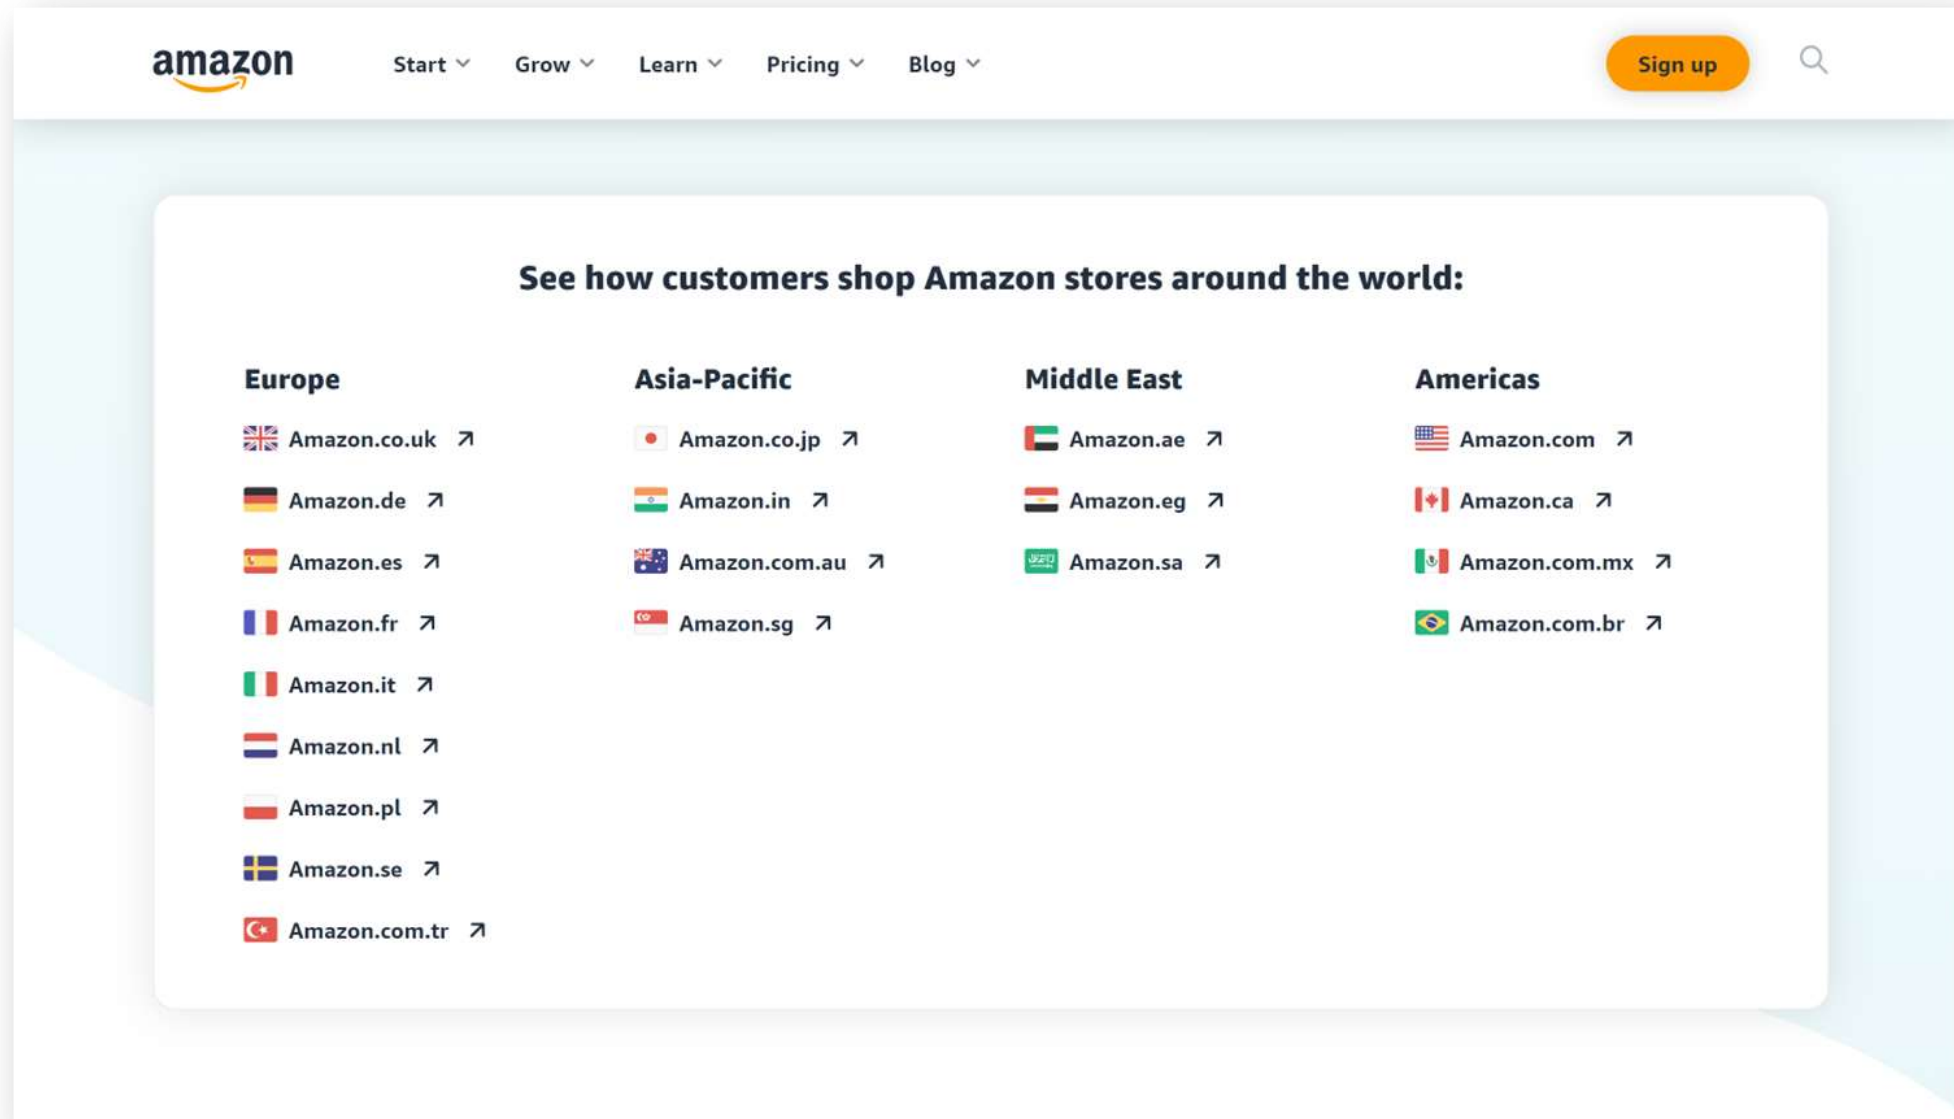 amazon
Start
Grow
Learn
Pricing
Blog
Sign up
See how customers shop Amazon stores around the world:
Europe
Amazon.co.uk
Amazon.de
Amazon.es
Amazon.fr
Amazon.it
Amazon.nl
Amazon.pl
Amazon.se
Amazon.com.tr
Asia-Pacific
Amazon.co.jp
Amazon.in
Amazon.com.au
Amazon.sg
Middle East
Amazon.ae
Amazon.eg
Amazon.sa
Americas
Amazon.com
Amazon.ca
Amazon.com.mx
Amazon.com.br